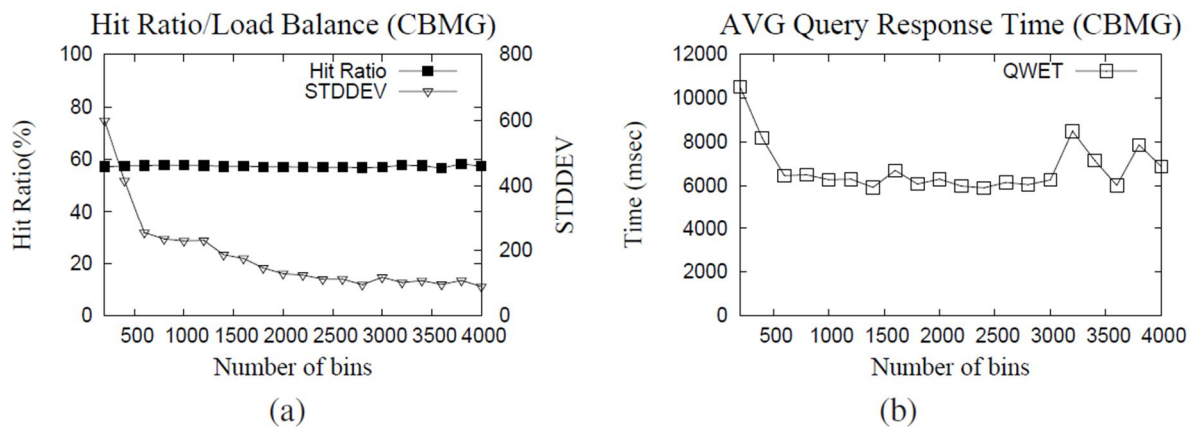 Hit Ratio/Load Balance (CBMG)
100
80
60
40
20
0
Hit Ratio(%)
Hit Ratio
STDDEV
800
600
400
200
0
STDDEV
500 1000 1500 2000 2500 3000 3500 4000
Number of bins
(a)
AVG Query Response Time (CBMG)
12000
10000
8000
6000
4000
2000
0
Time (msec)
QWET
500 1000 1500 2000 2500 3000 3500 4000
Number of bins
(b)